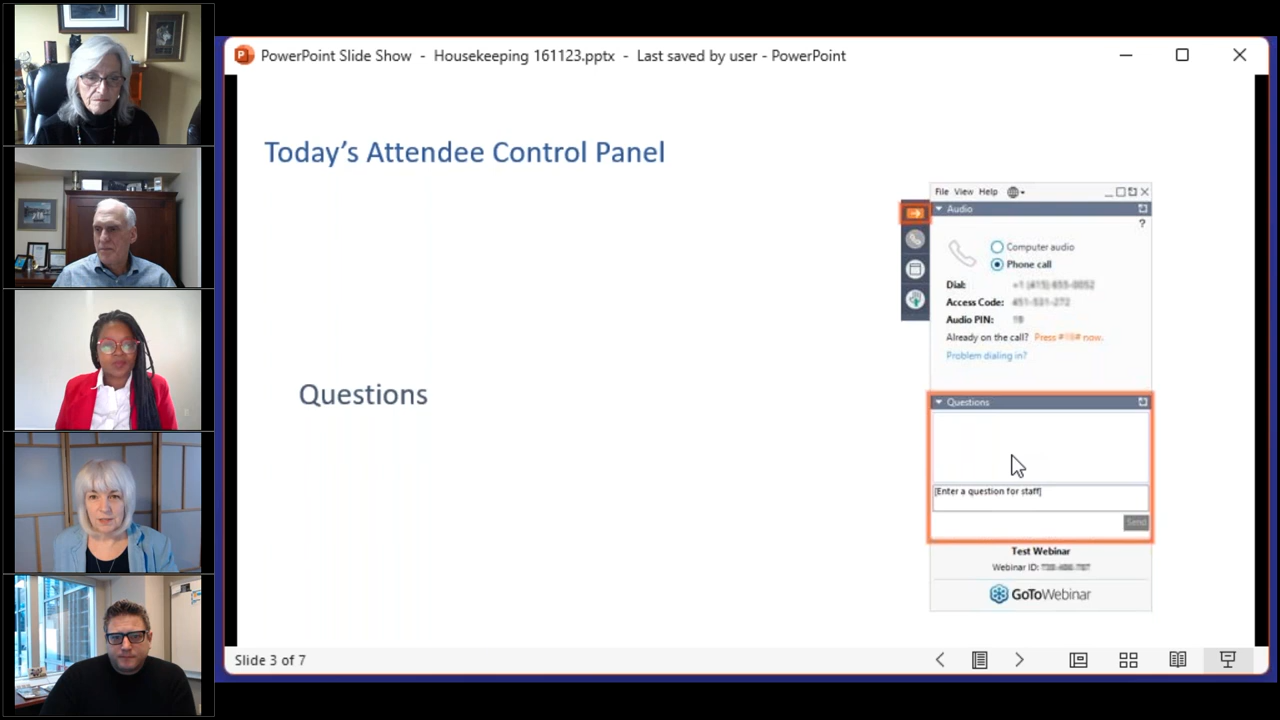 PowerPoint Slide Show - Housekeeping 161123.pptx - Last saved by user - PowerPoint
Today's Attendee Control Panel
File View Help
Audio
?
Computer audio
Phone call
Dial:
Access Code:
Audio PIN:
Already on the call? Press # now.
Problem dialing in?
Questions
Questions
[Enter a question for staff]
Send
Test Webinar
Webinar ID:
GoToWebinar
Slide 3 of 7